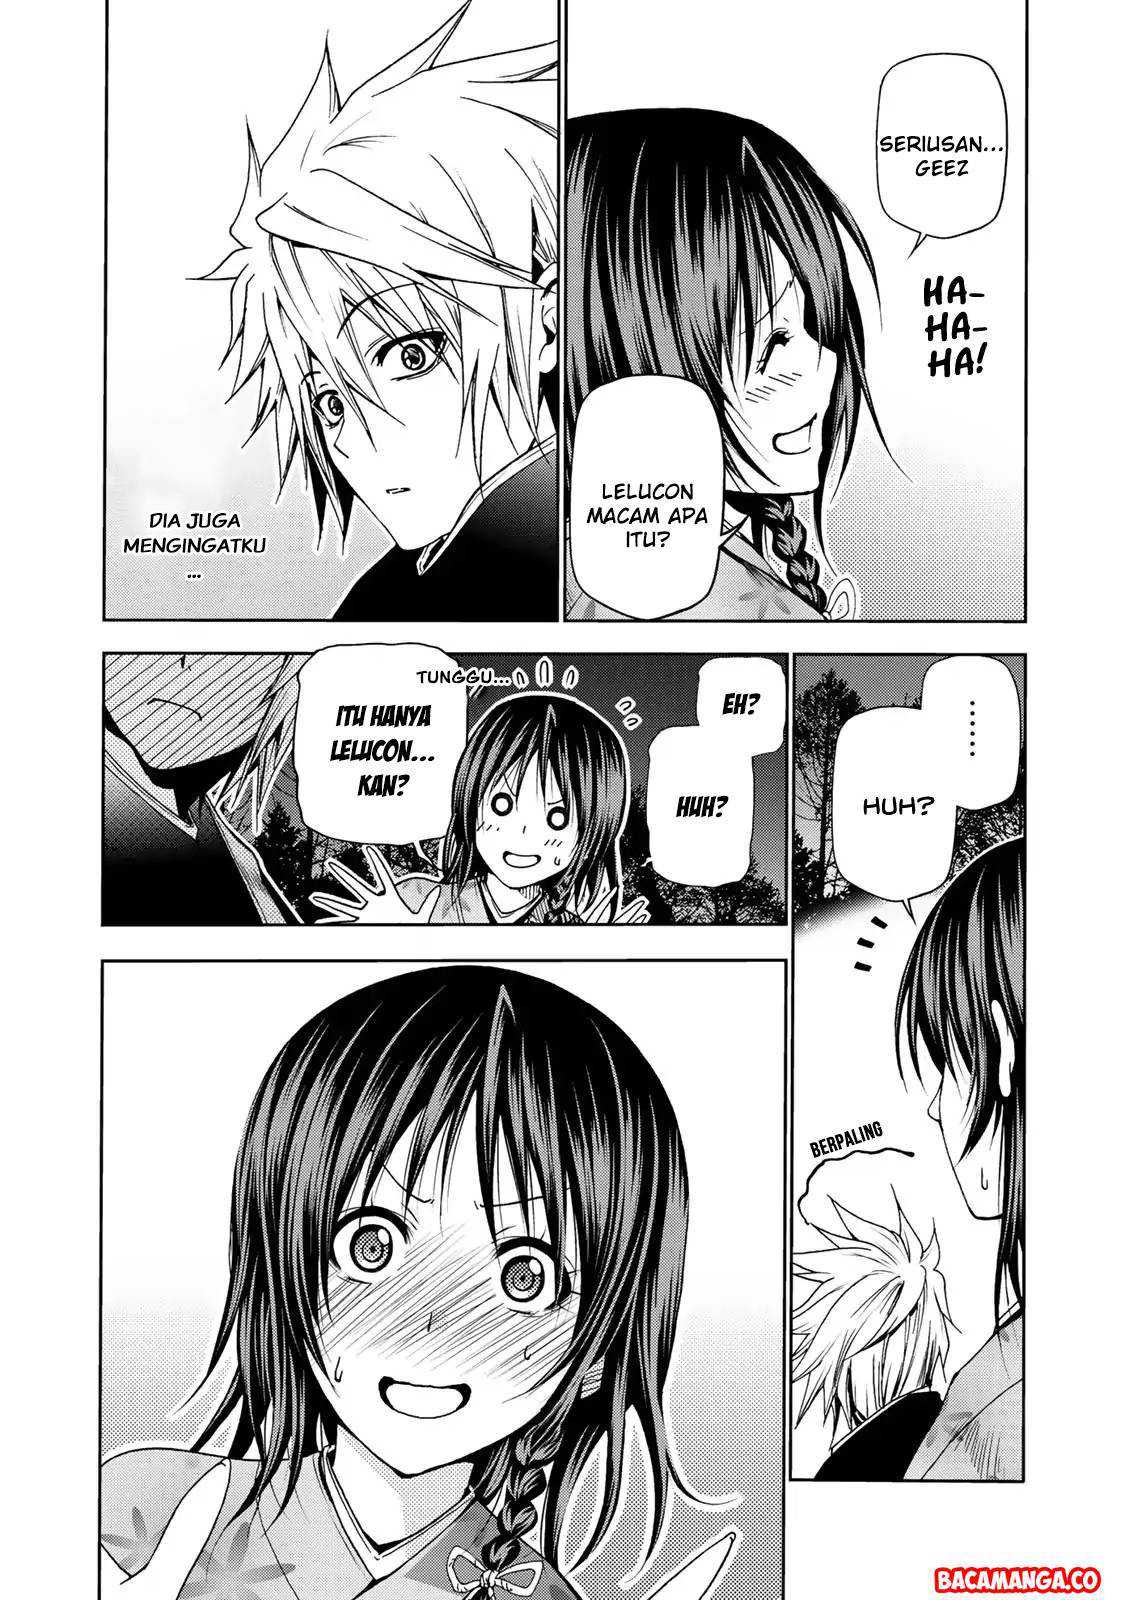 SERIUSAN...
GEEZ
HA-
HA-
HA!
LELUCON
MACAM APA
ITU?
DIA JUGA
MENGINGATKU
...
......
HUH?
BERPALING
EH?
HUH?
TUNGGU...
ITU HANYA
LELUCON...
KAN?
BACAMANGA.CO